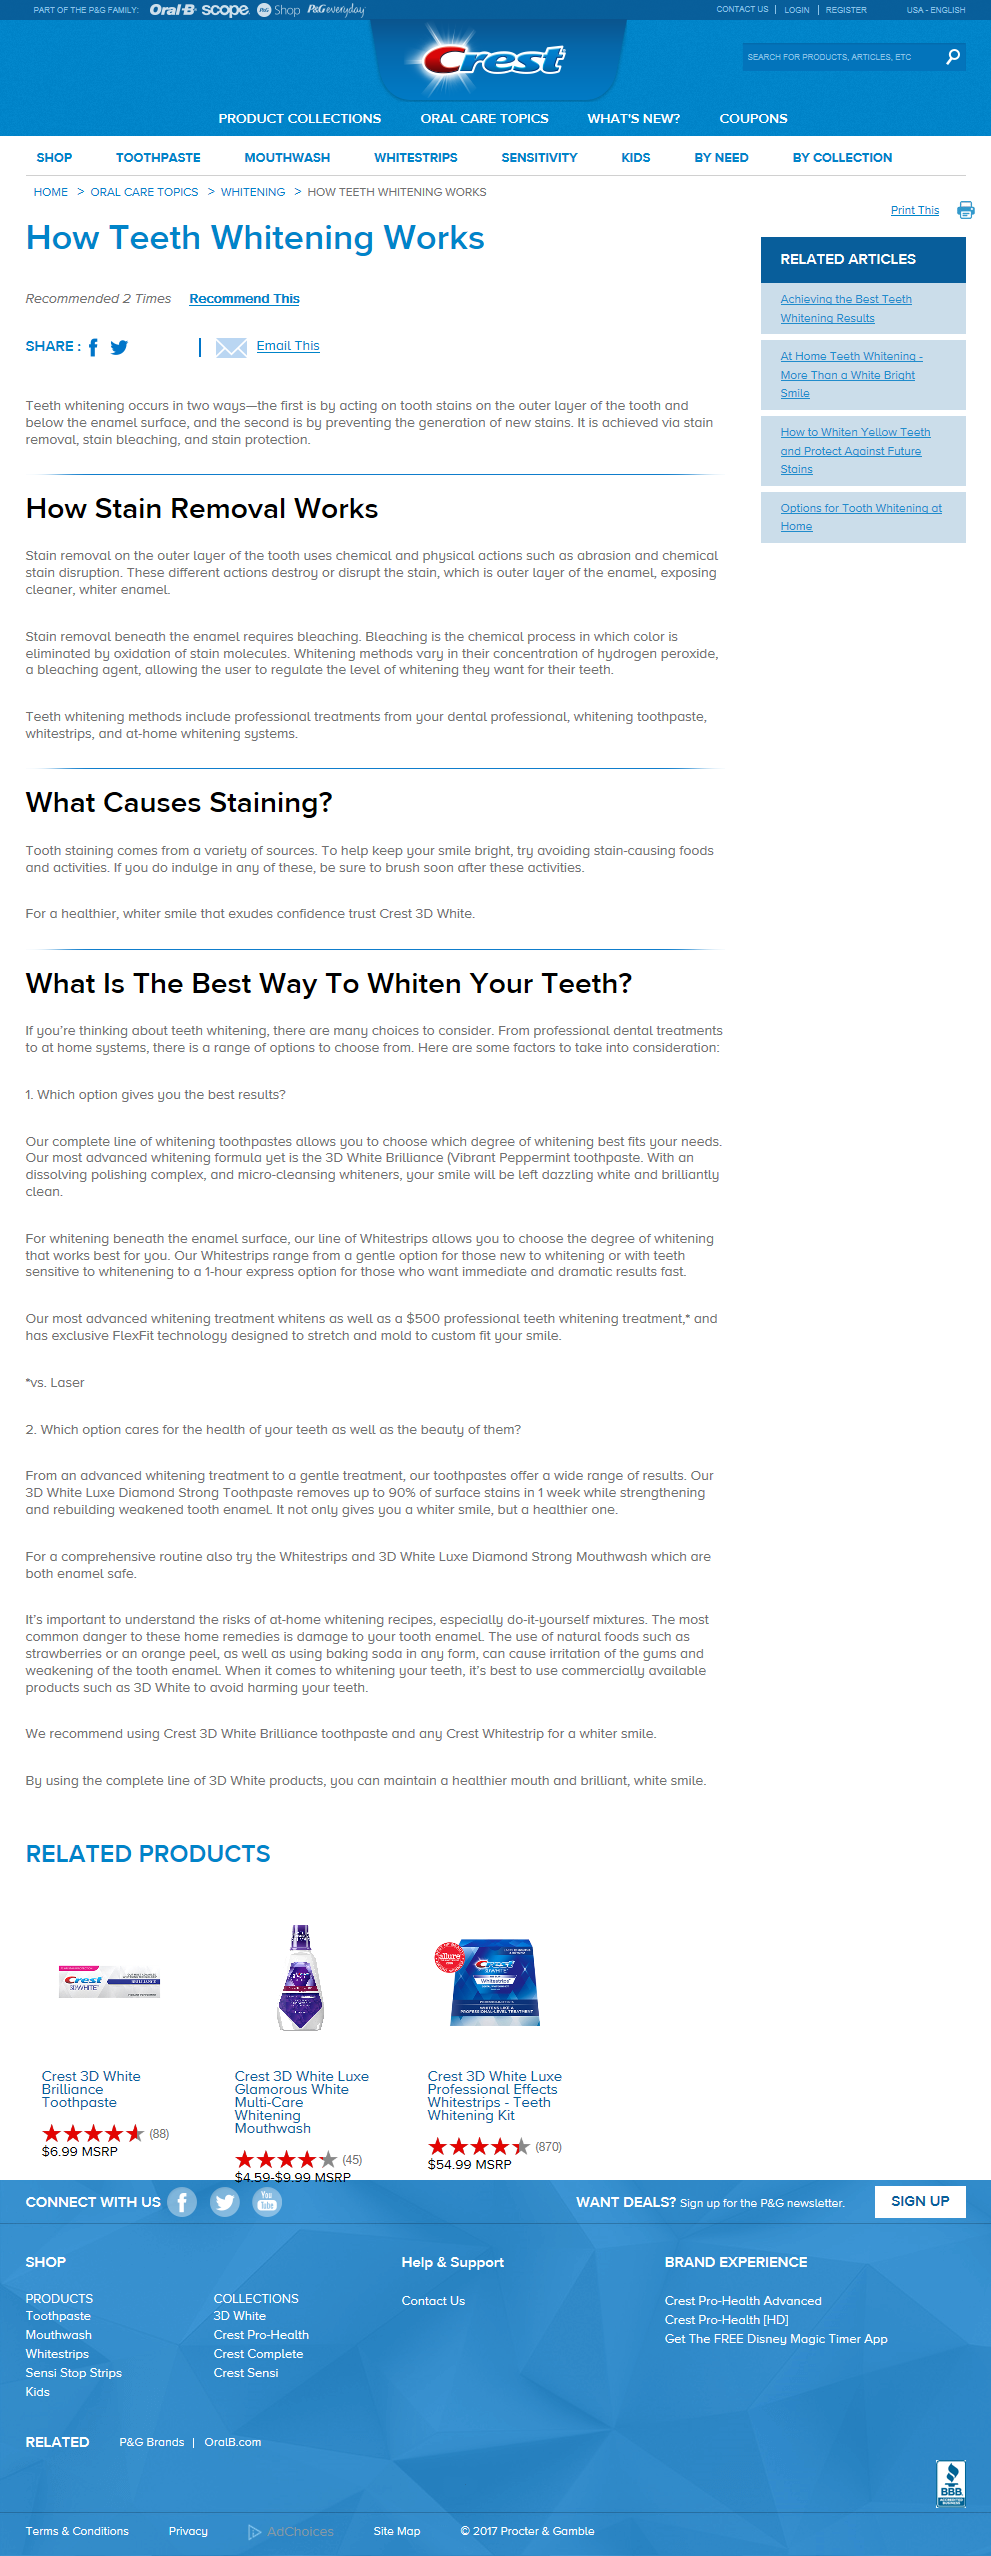 PART OF THE P&G FAMILY: Oral-B scope P&G Shop P&G everyday CONTACT US | LOGIN | REGISTER USA - ENGLISH
Crest
SEARCH FOR PRODUCTS, ARTICLES, ETC
PRODUCT COLLECTIONS ORAL CARE TOPICS WHAT'S NEW? COUPONS
SHOP TOOTHPASTE MOUTHWASH WHITESTRIPS SENSITIVITY KIDS BY NEED BY COLLECTION
HOME > ORAL CARE TOPICS > WHITENING > HOW TEETH WHITENING WORKS
Print This
How Teeth Whitening Works
Recommended 2 Times Recommend This
SHARE : | Email This
Teeth whitening occurs in two ways—the first is by acting on tooth stains on the outer layer of the tooth and
below the enamel surface, and the second is by preventing the generation of new stains. It is achieved via stain
removal, stain bleaching, and stain protection.
RELATED ARTICLES
Achieving the Best Teeth
Whitening Results
At Home Teeth Whitening -
More Than a White Bright
Smile
How to Whiten Yellow Teeth
and Protect Against Future
Stains
Options for Tooth Whitening at
Home
How Stain Removal Works
Stain removal on the outer layer of the tooth uses chemical and physical actions such as abrasion and chemical
stain disruption. These different actions destroy or disrupt the stain, which is outer layer of the enamel, exposing
cleaner, whiter enamel.
Stain removal beneath the enamel requires bleaching. Bleaching is the chemical process in which color is
eliminated by oxidation of stain molecules. Whitening methods vary in their concentration of hydrogen peroxide,
a bleaching agent, allowing the user to regulate the level of whitening they want for their teeth.
Teeth whitening methods include professional treatments from your dental professional, whitening toothpaste,
whitestrips, and at-home whitening systems.
What Causes Staining?
Tooth staining comes from a variety of sources. To help keep your smile bright, try avoiding stain-causing foods
and activities. If you do indulge in any of these, be sure to brush soon after these activities.
For a healthier, whiter smile that exudes confidence trust Crest 3D White.
What Is The Best Way To Whiten Your Teeth?
If you're thinking about teeth whitening, there are many choices to consider. From professional dental treatments
to at home systems, there is a range of options to choose from. Here are some factors to take into consideration:
1. Which option gives you the best results?
Our complete line of whitening toothpastes allows you to choose which degree of whitening best fits your needs.
Our most advanced whitening formula yet is the 3D White Brilliance (Vibrant Peppermint toothpaste. With an
dissolving polishing complex, and micro-cleansing whiteners, your smile will be left dazzling white and brilliantly
clean.
For whitening beneath the enamel surface, our line of Whitestrips allows you to choose the degree of whitening
that works best for you. Our Whitestrips range from a gentle option for those new to whitening or with teeth
sensitive to whitenening to a 1-hour express option for those who want immediate and dramatic results fast.
Our most advanced whitening treatment whitens as well as a $500 professional teeth whitening treatment,* and
has exclusive FlexFit technology designed to stretch and mold to custom fit your smile.
*vs. Laser
2. Which option cares for the health of your teeth as well as the beauty of them?
From an advanced whitening treatment to a gentle treatment, our toothpastes offer a wide range of results. Our
3D White Luxe Diamond Strong Toothpaste removes up to 90% of surface stains in 1 week while strengthening
and rebuilding weakened tooth enamel. It not only gives you a whiter smile, but a healthier one.
For a comprehensive routine also try the Whitestrips and 3D White Luxe Diamond Strong Mouthwash which are
both enamel safe.
It's important to understand the risks of at-home whitening recipes, especially do-it-yourself mixtures. The most
common danger to these home remedies is damage to your tooth enamel. The use of natural foods such as
strawberries or an orange peel, as well as using baking soda in any form, can cause irritation of the gums and
weakening of the tooth enamel. When it comes to whitening your teeth, it's best to use commercially available
products such as 3D White to avoid harming your teeth.
We recommend using Crest 3D White Brilliance toothpaste and any Crest Whitestrip for a whiter smile.
By using the complete line of 3D White products, you can maintain a healthier mouth and brilliant, white smile.
RELATED PRODUCTS
Crest
3D WHITE
BRILLIANCE
allure
Crest
3D WHITE
Whitestrips
Crest 3D White
Brilliance
Toothpaste
(88)
$6.99 MSRP
Crest 3D White Luxe
Glamorous White
Multi-Care
Whitening
Mouthwash
(45)
$4.59-$9.99 MSRP
Crest 3D White Luxe
Professional Effects
Whitestrips - Teeth
Whitening Kit
(870)
$54.99 MSRP
CONNECT WITH US You Tube WANT DEALS? Sign up for the P&G newsletter. SIGN UP
SHOP Help & Support BRAND EXPERIENCE
PRODUCTS
Toothpaste
Mouthwash
Whitestrips
Sensi Stop Strips
Kids
COLLECTIONS
3D White
Crest Pro-Health
Crest Complete
Crest Sensi
Contact Us
Crest Pro-Health Advanced
Crest Pro-Health [HD]
Get The FREE Disney Magic Timer App
RELATED P&G Brands | OralB.com
BBB
Terms & Conditions Privacy AdChoices Site Map © 2017 Procter & Gamble